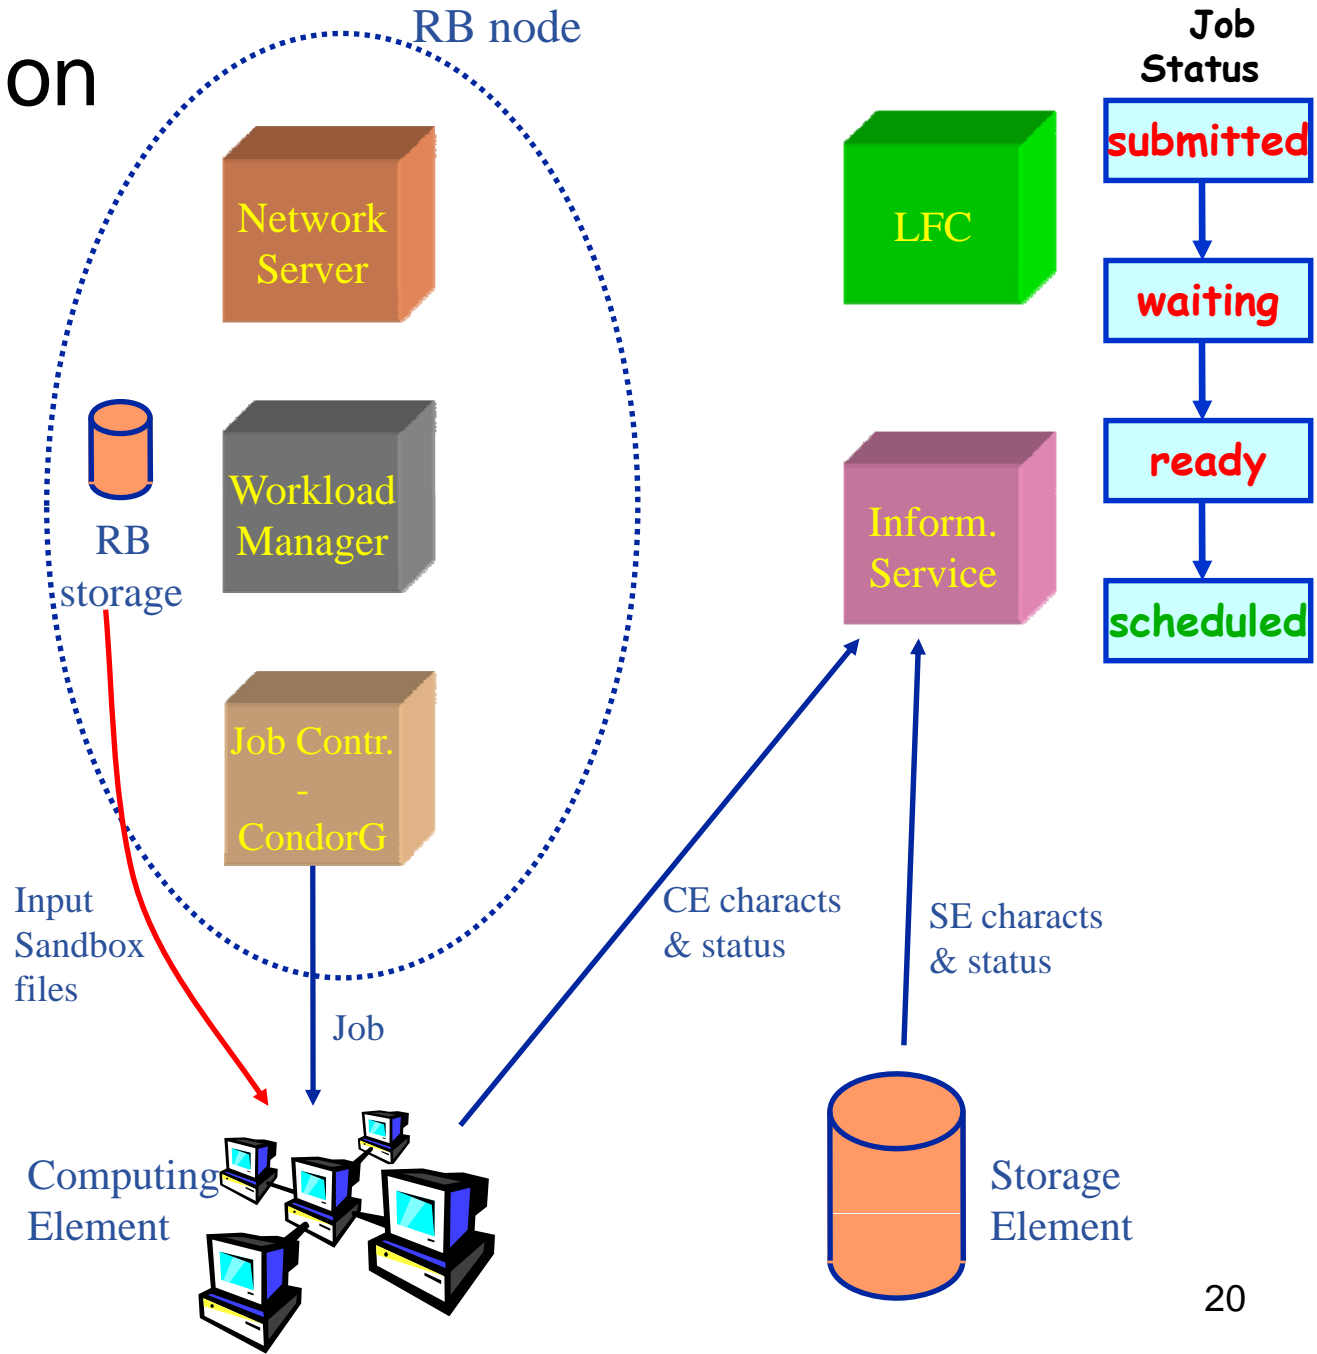 RB node
on
Job
Status
Network
Server
LFC
submitted
waiting
RB
storage
Workload
Manager
Inform.
Service
ready
scheduled
Job Contr.
-
CondorG
Input
Sandbox
files
Job
CE characts
& status
SE characts
& status
Computing
Element
Storage
Element
20